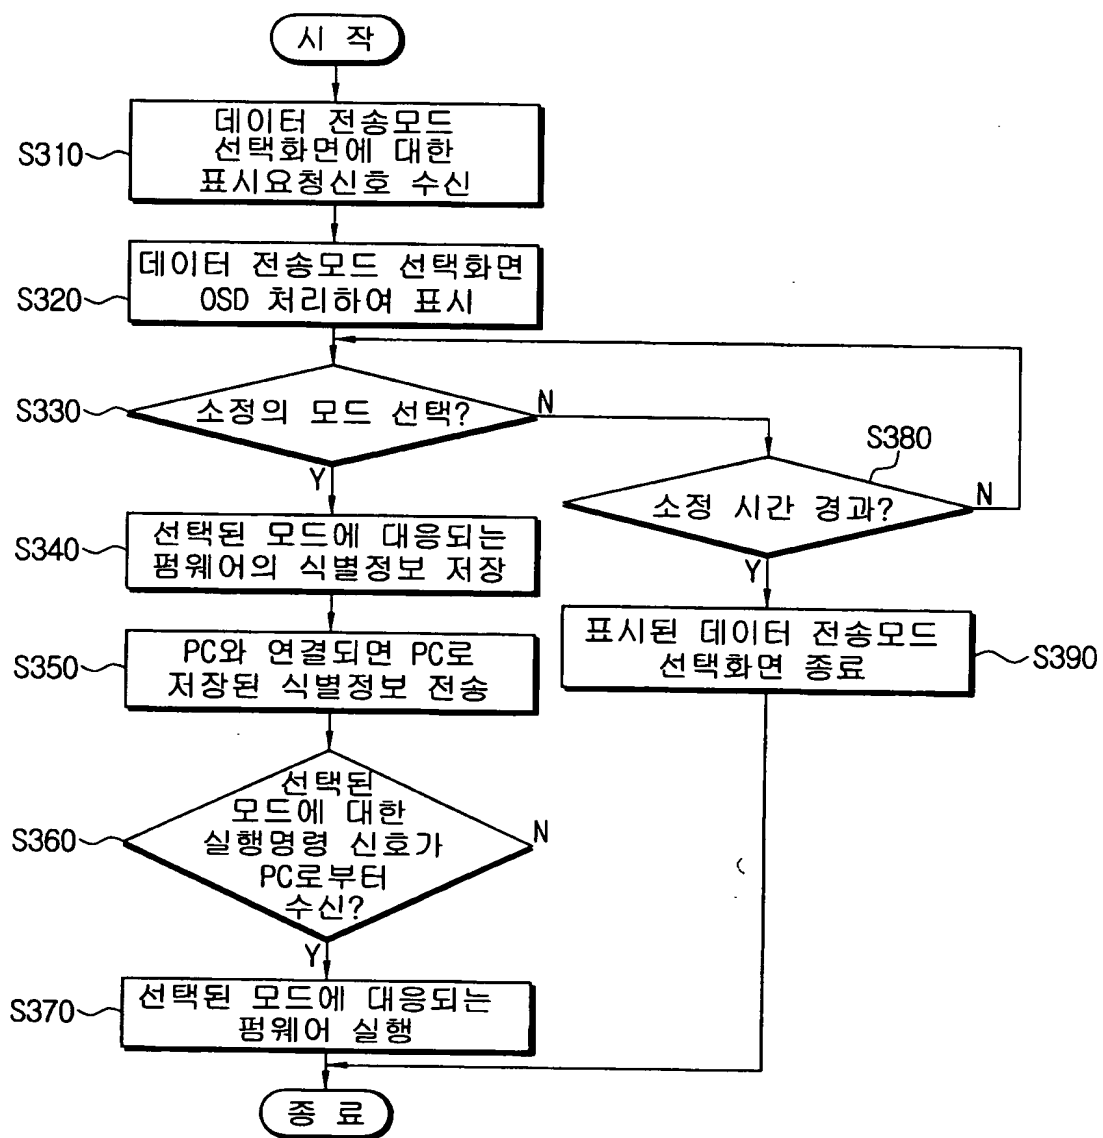 시 작
데이터 전송모드
선택화면에 대한
표시요청신호 수신
S310
데이터 전송모드 선택화면
OSD 처리하여 표시
S320
소정의 모드 선택?
S330
N
Y
S380
소정 시간 경과?
N
Y
선택된 모드에 대응되는
펌웨어의 식별정보 저장
S340
표시된 데이터 전송모드
선택화면 종료
S390
PC와 연결되면 PC로
저장된 식별정보 전송
S350
선택된
모드에 대한
실행명령 신호가
PC로부터
수신?
S360
N
Y
선택된 모드에 대응되는
펌웨어 실행
S370
종 료